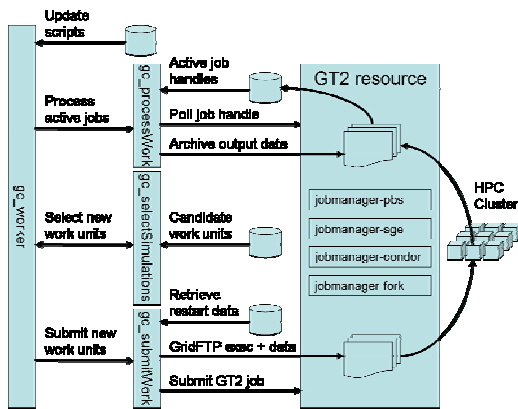 Update
scripts
Active job
handles
GT2 resource
gc_processWork
Process
active jobs
Poll job handle
Archive output data
HPC
Cluster
jobmanager-pbs
jobmanager-sge
jobmanager-condor
jobmanager fork
gc_worker
Select new
work units
gc_selectSimulations
Candidate
work units
Retrieve
restart data
Submit new
work units
gc_submitWork
GridFTP exec + data
Submit GT2 job